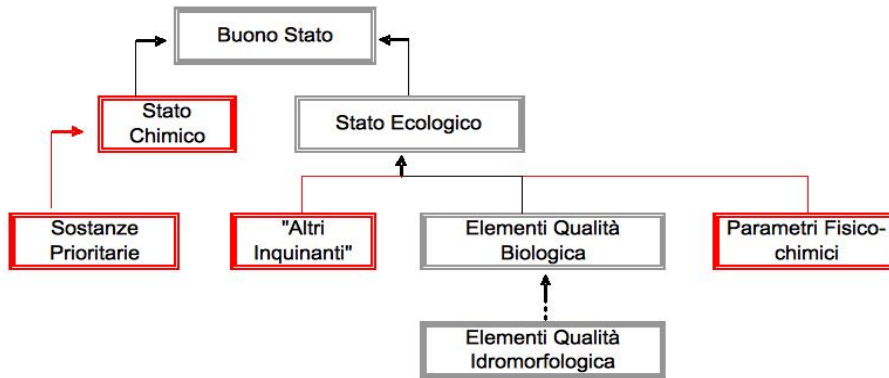 Buono Stato
Stato
Chimico
Stato Ecologico
Sostanze
Prioritarie
"Altri
Inquinanti"
Elementi Qualità
Biologica
Parametri Fisico-
chimici
Elementi Qualità
Idromorfologica